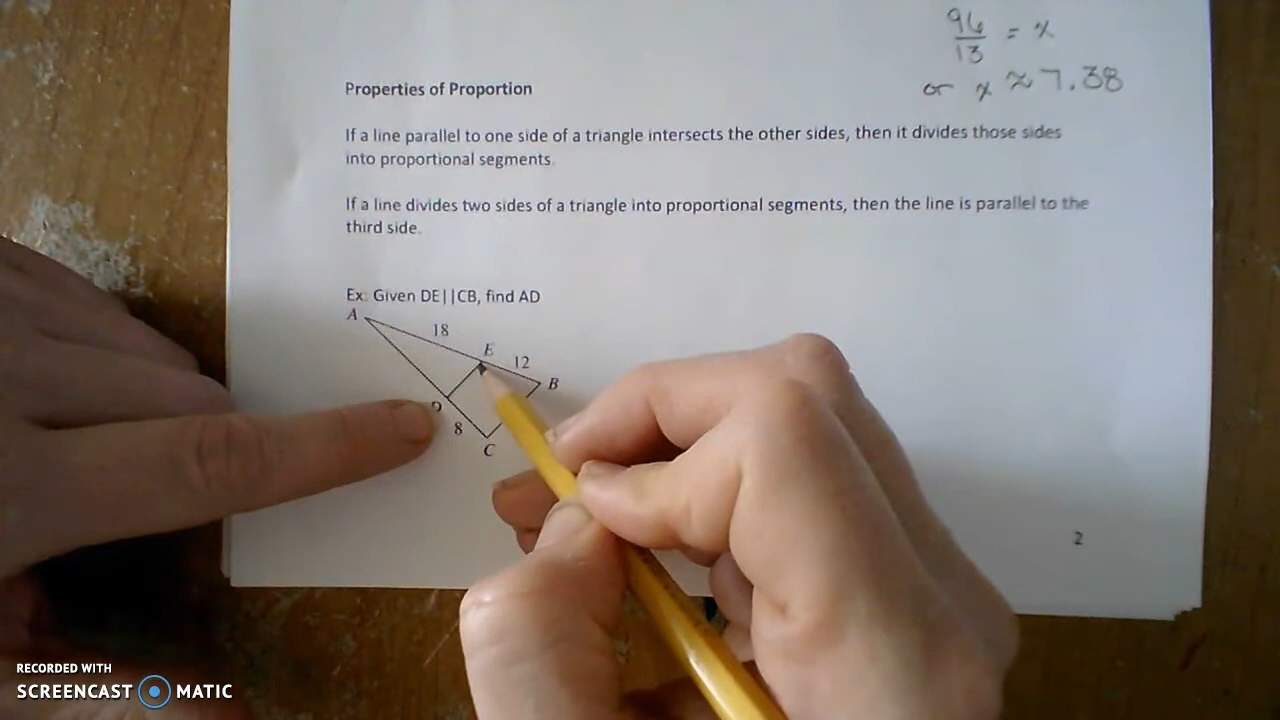 96
13 = x
or x ≈ 7.38
Properties of Proportion
If a line parallel to one side of a triangle intersects the other sides, then it divides those sides
into proportional segments.
If a line divides two sides of a triangle into proportional segments, then the line is parallel to the
third side.
Ex: Given DE||CB, find AD
A
18
E
12
B
D
8
C
2
RECORDED WITH
SCREENCAST MATIC